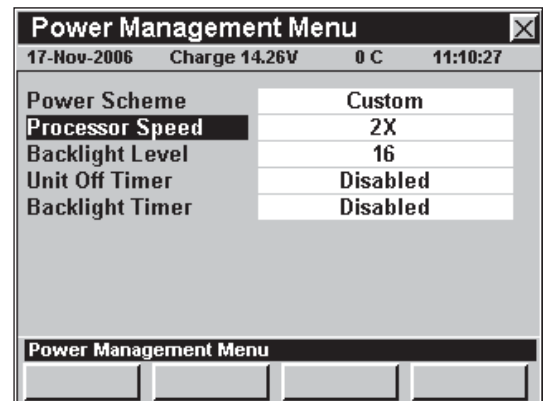 Power Management Menu
17-Nov-2006 Charge 14.26V 0 C 11:10:27
Power Scheme Custom
Processor Speed 2X
Backlight Level 16
Unit Off Timer Disabled
Backlight Timer Disabled
Power Management Menu